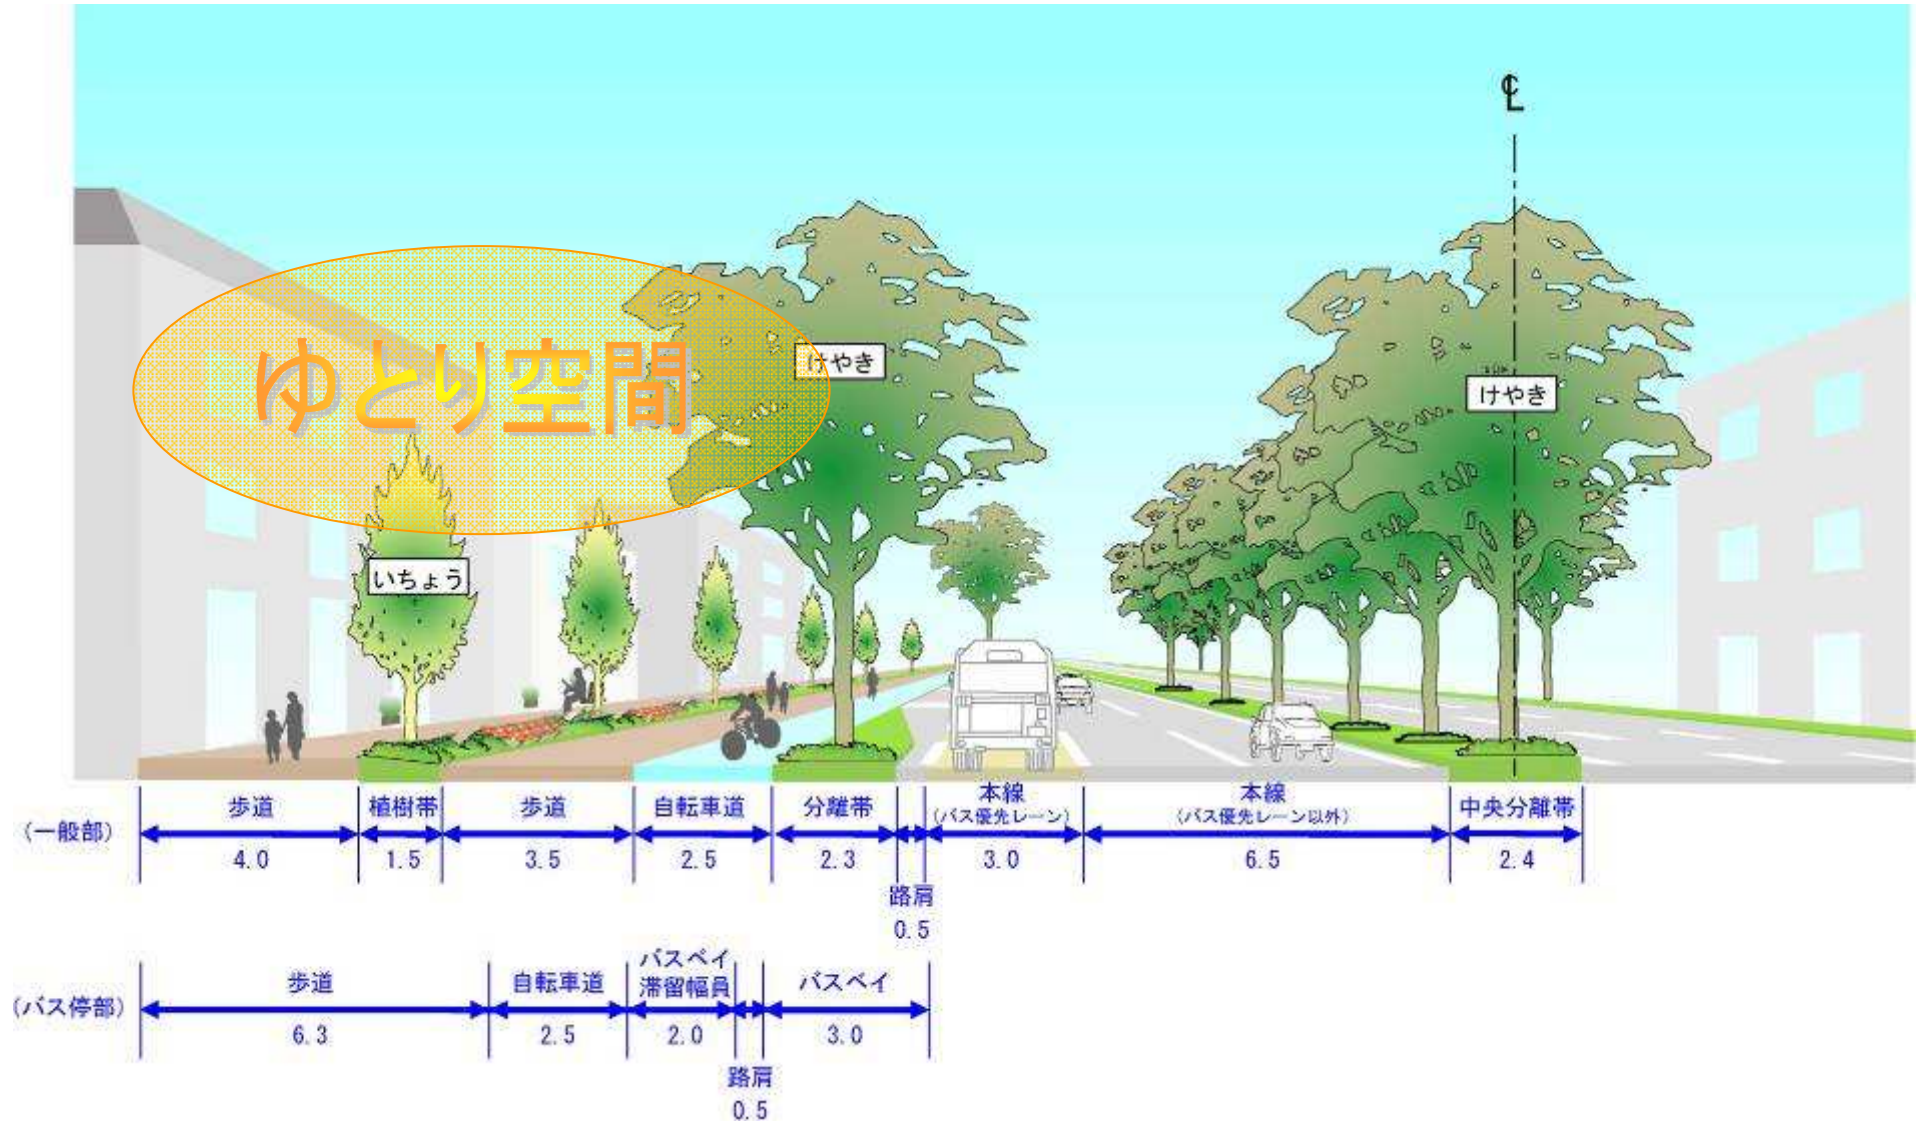 ℄
ゆとり空間
けやき
けやき
いちょう
(一般部)
歩道
植樹帯
歩道
自転車道
分離帯
本線
(バス優先レーン)
本線
(バス優先レーン以外)
中央分離帯
4.0
1.5
3.5
2.5
2.3
3.0
6.5
2.4
路肩
0.5
(バス停部)
歩道
自転車道
バスベイ
滞留幅員
バスベイ
6.3
2.5
2.0
3.0
路肩
0.5